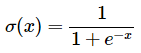 σ(x) = 1 / (1 + e^{-x})